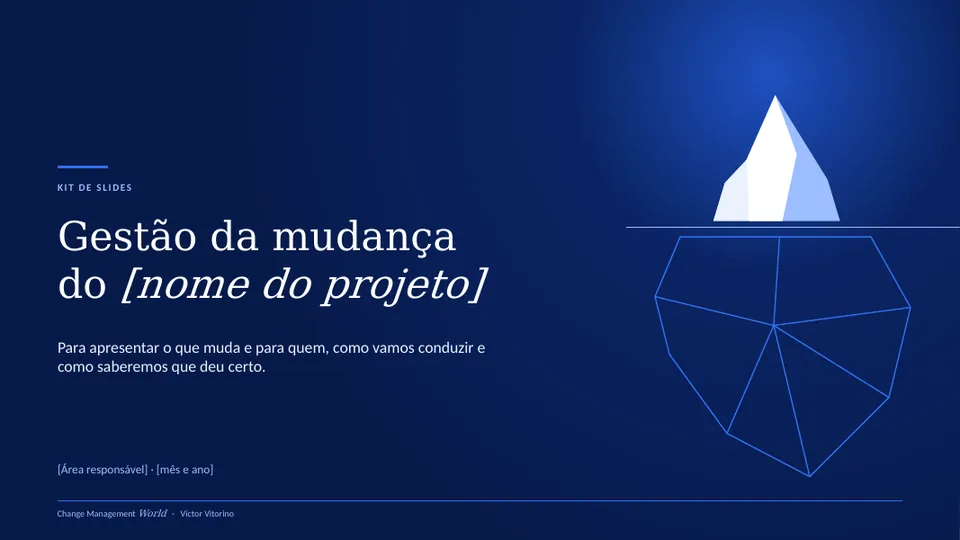 KIT DE SLIDES
Gestão da mudança
do [nome do projeto]
Para apresentar o que muda e para quem, como vamos conduzir e
como saberemos que deu certo.
[Área responsável] · [mês e ano]
Change Management World · Victor Vitorino